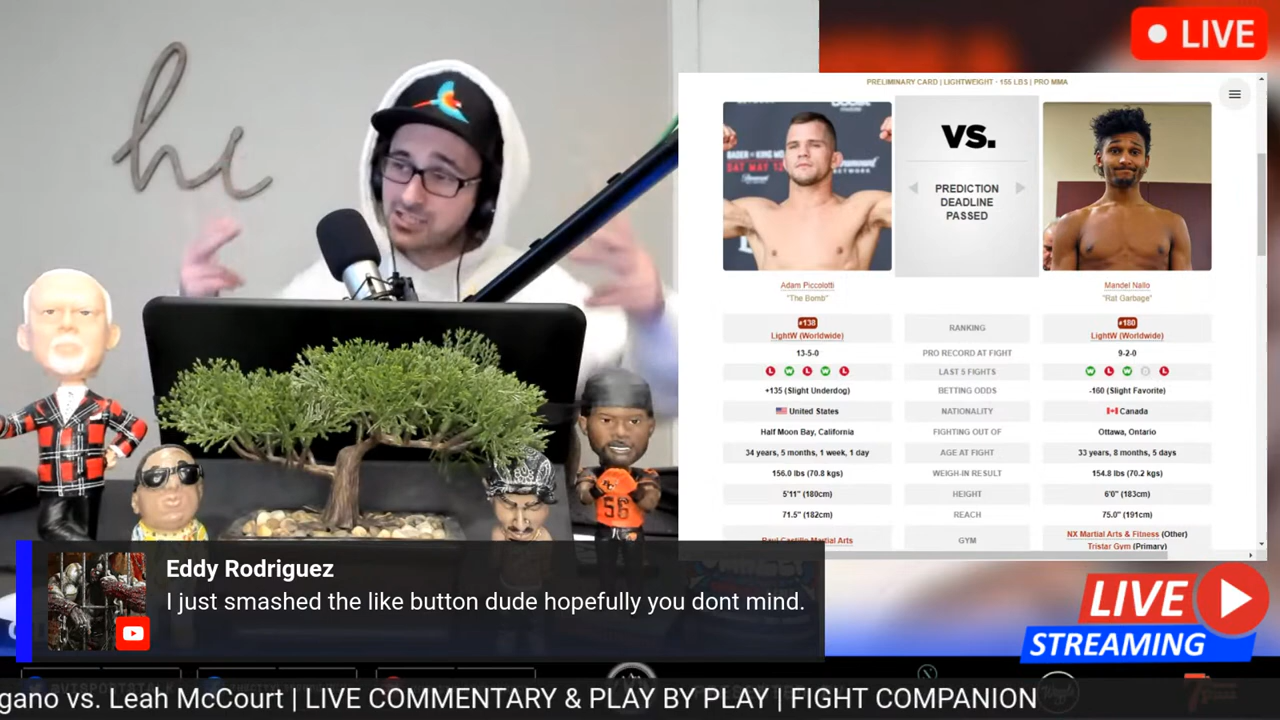 hi
LIVE
PRELIMINARY CARD | LIGHTWEIGHT - 155 LBS | PRO MMA
SAT MAY 12
VS.
PREDICTION
DEADLINE
PASSED
Adam Piccolotti
Mandel Nallo
"The Bomb"
"Rat Garbage"
#138
RANKING
#180
LightW (Worldwide)
LightW (Worldwide)
13-5-0
PRO RECORD AT FIGHT
9-2-0
L W L W L
LAST 5 FIGHTS
W L W D L
+135 (Slight Underdog)
BETTING ODDS
-160 (Slight Favorite)
United States
NATIONALITY
Canada
Half Moon Bay, California
FIGHTING OUT OF
Ottawa, Ontario
34 years, 5 months, 1 week, 1 day
AGE AT FIGHT
33 years, 8 months, 5 days
156.0 lbs (70.8 kgs)
WEIGH-IN RESULT
154.8 lbs (70.2 kgs)
5'11" (180cm)
HEIGHT
6'0" (183cm)
71.5" (182cm)
REACH
75.0" (191cm)
Raul Castillo Martial Arts
GYM
NX Martial Arts & Fitness (Other)
Tristar Gym (Primary)
56
Eddy Rodriguez
I just smashed the like button dude hopefully you dont mind.
LIVE
STREAMING
gano vs. Leah McCourt | LIVE COMMENTARY & PLAY BY PLAY | FIGHT COMPANION